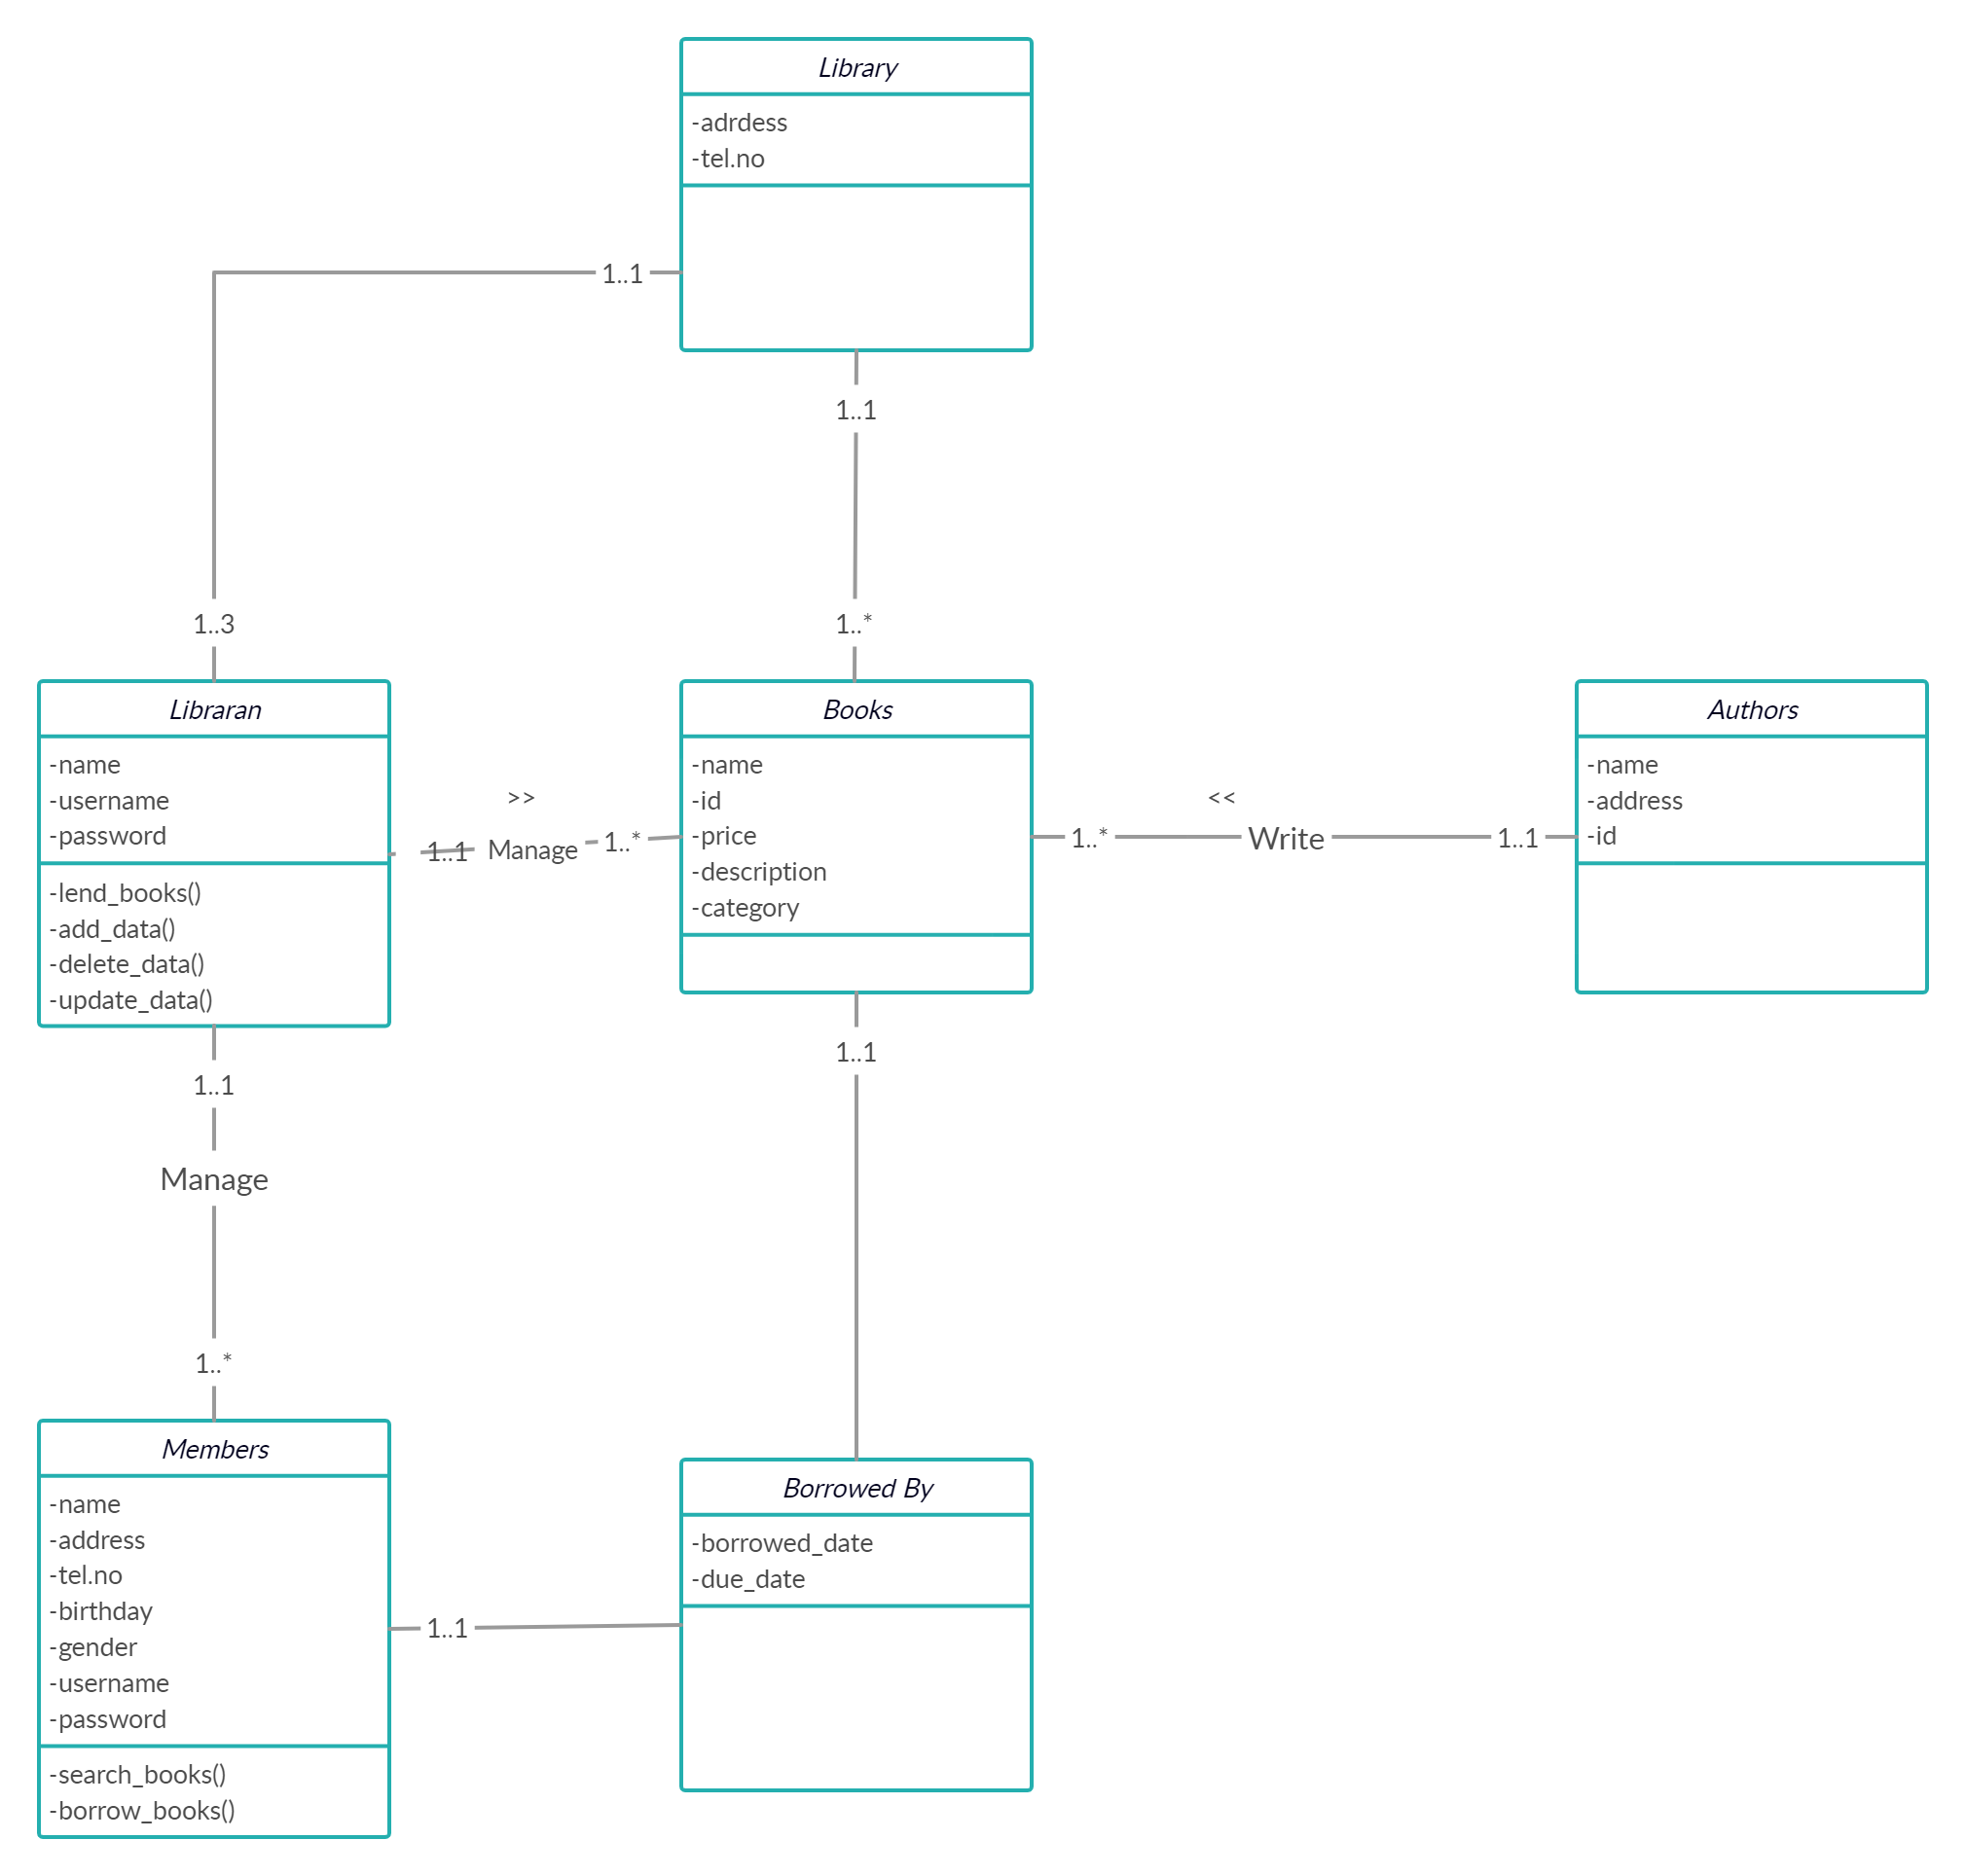 Library
-adrdess
-tel.no
1..1
1..1
1..3
1..*
Libraran
-name
-username
-password
-lend_books()
-add_data()
-delete_data()
-update_data()
>>
1..1
Manage
1..*
Books
-name
-id
-price
-description
-category
<<
1..*
Write
1..1
Authors
-name
-address
-id
1..1
Manage
1..*
1..1
Members
-name
-address
-tel.no
-birthday
-gender
-username
-password
-search_books()
-borrow_books()
1..1
Borrowed By
-borrowed_date
-due_date